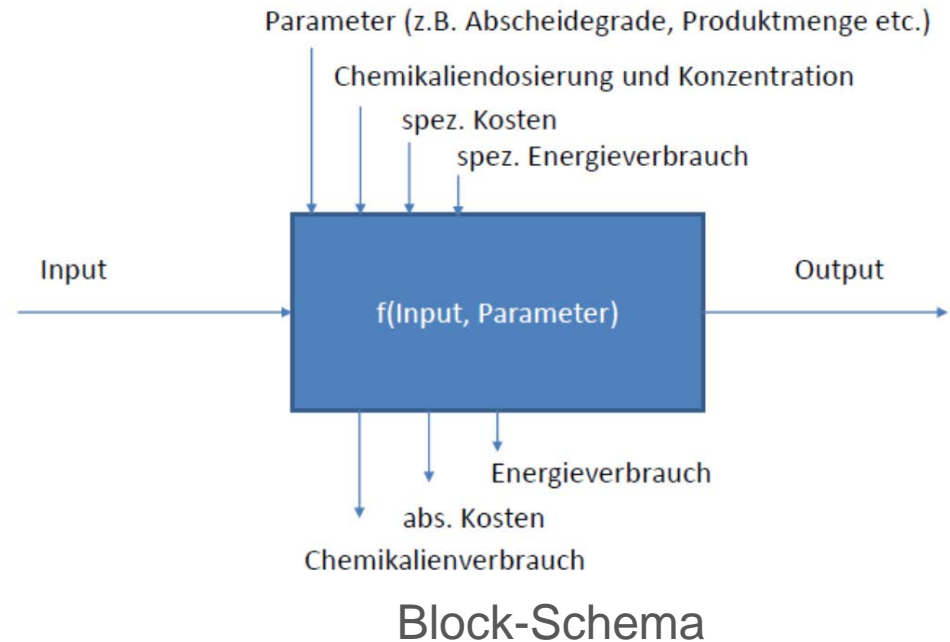 Parameter (z.B. Abscheidegrade, Produktmenge etc.)
Chemikaliendosierung und Konzentration
spez. Kosten
spez. Energieverbrauch
Input
Output
f(Input, Parameter)
Energieverbrauch
abs. Kosten
Chemikalienverbrauch
Block-Schema